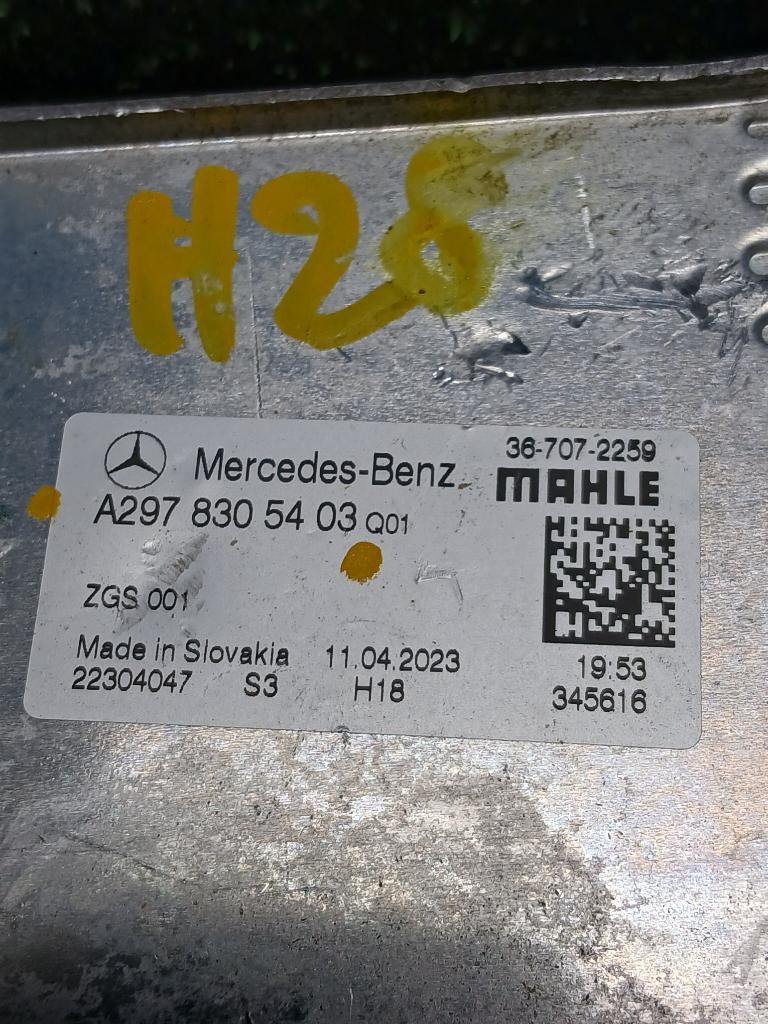 H28
Mercedes-Benz
36-707-2259
MAHLE
A297 830 54 03 Q01
ZGS 001
Made in Slovakia 11.04.2023 19:53
22304047 S3 H18 345616